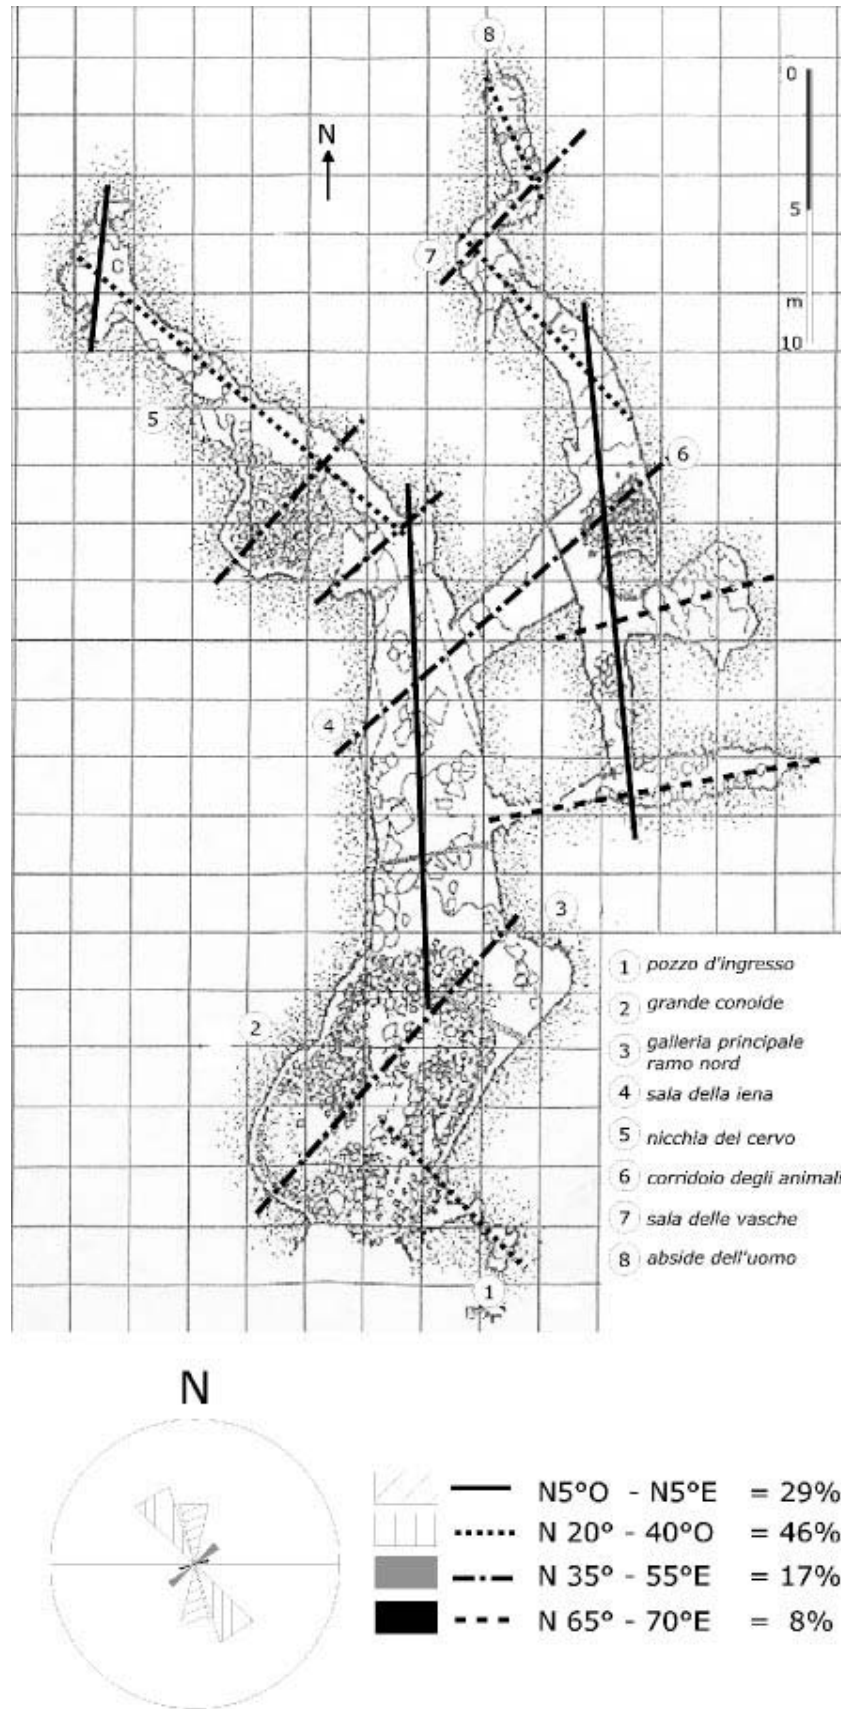 8
0
N
5
7
C
m
S
10
5
6
4
3
1 pozzo d'ingresso
2 grande conoide
2
3 galleria principale
ramo nord
4 sala della iena
5 nicchia del cervo
6 corridoio degli animali
7 sala delle vasche
8 abside dell'uomo
1
N
N5°O - N5°E = 29%
N 20° - 40°O = 46%
N 35° - 55°E = 17%
N 65° - 70°E = 8%